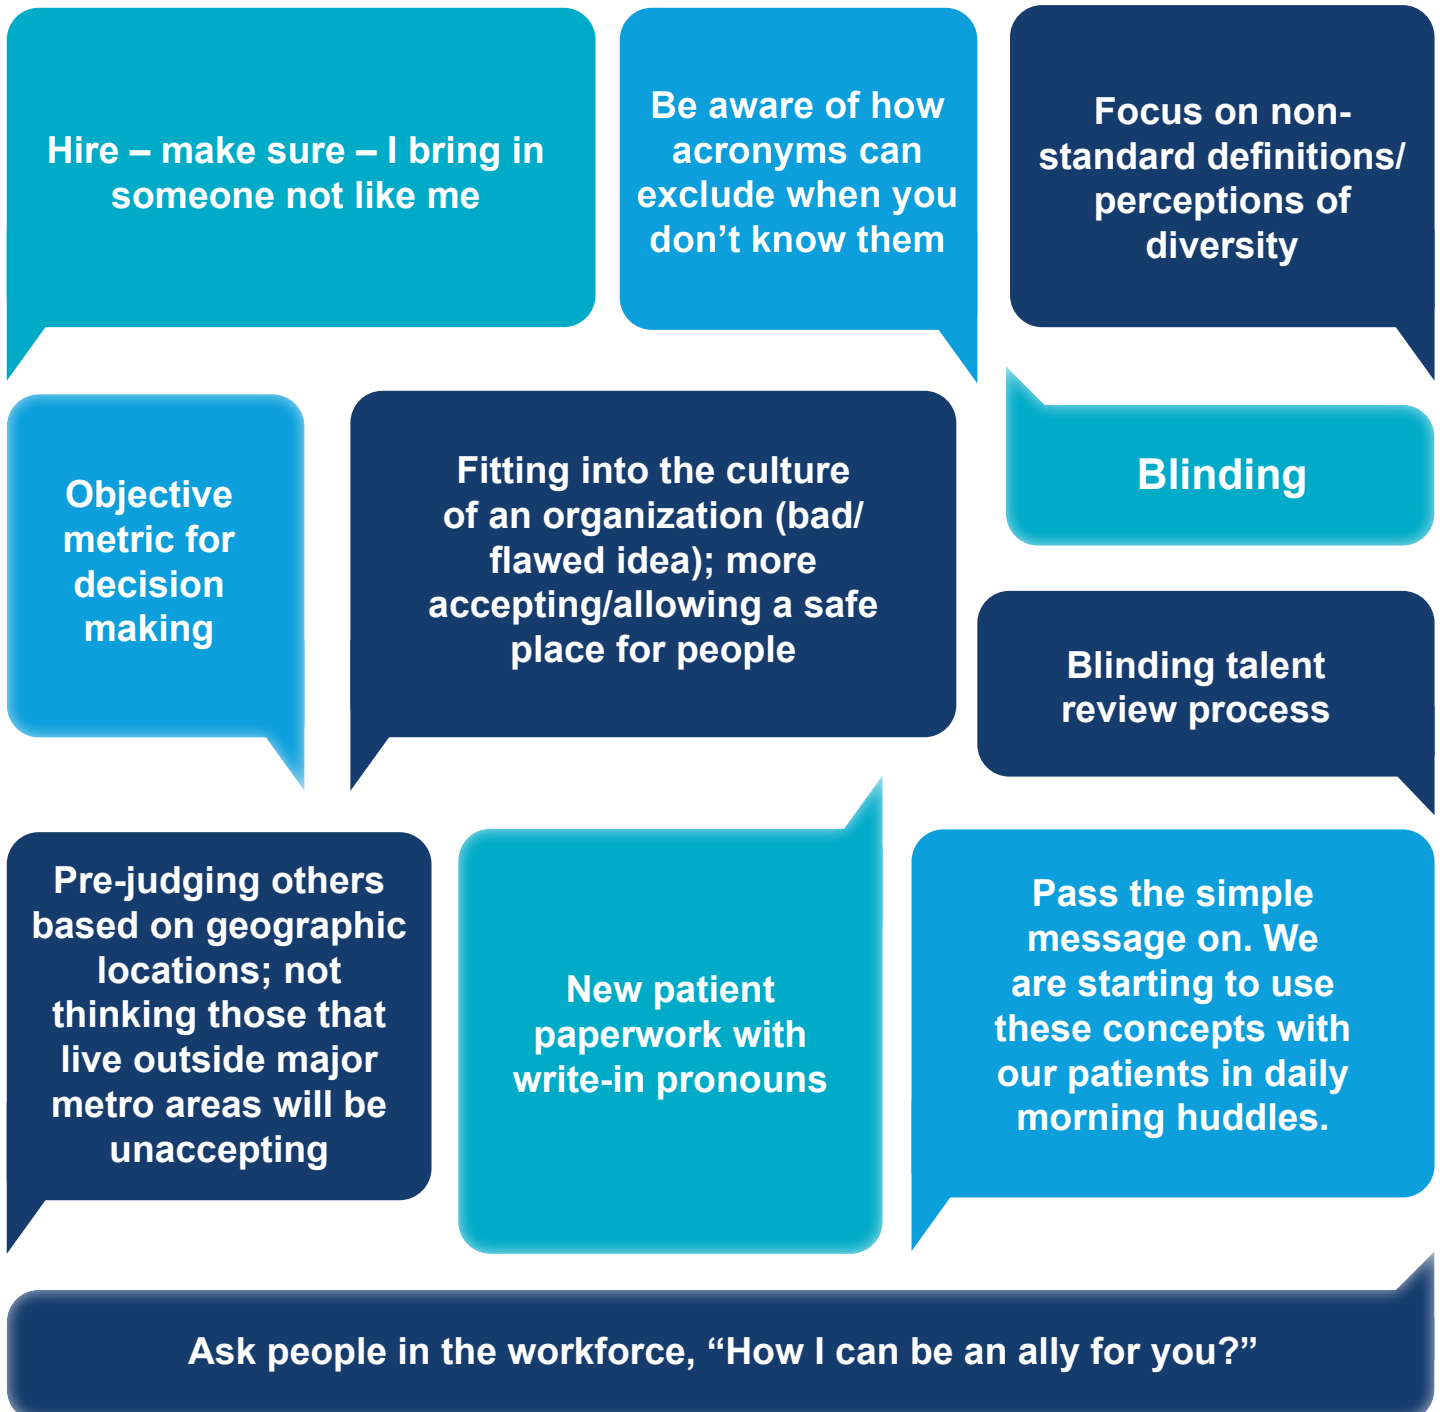 Hire – make sure – I bring in
someone not like me
Be aware of how
acronyms can
exclude when you
don’t know them
Focus on non-
standard definitions/
perceptions of
diversity
Objective
metric for
decision
making
Fitting into the culture
of an organization (bad/
flawed idea); more
accepting/allowing a safe
place for people
Blinding
Blinding talent
review process
Pre-judging others
based on geographic
locations; not
thinking those that
live outside major
metro areas will be
unaccepting
New patient
paperwork with
write-in pronouns
Pass the simple
message on. We
are starting to use
these concepts with
our patients in daily
morning huddles.
Ask people in the workforce, “How I can be an ally for you?”